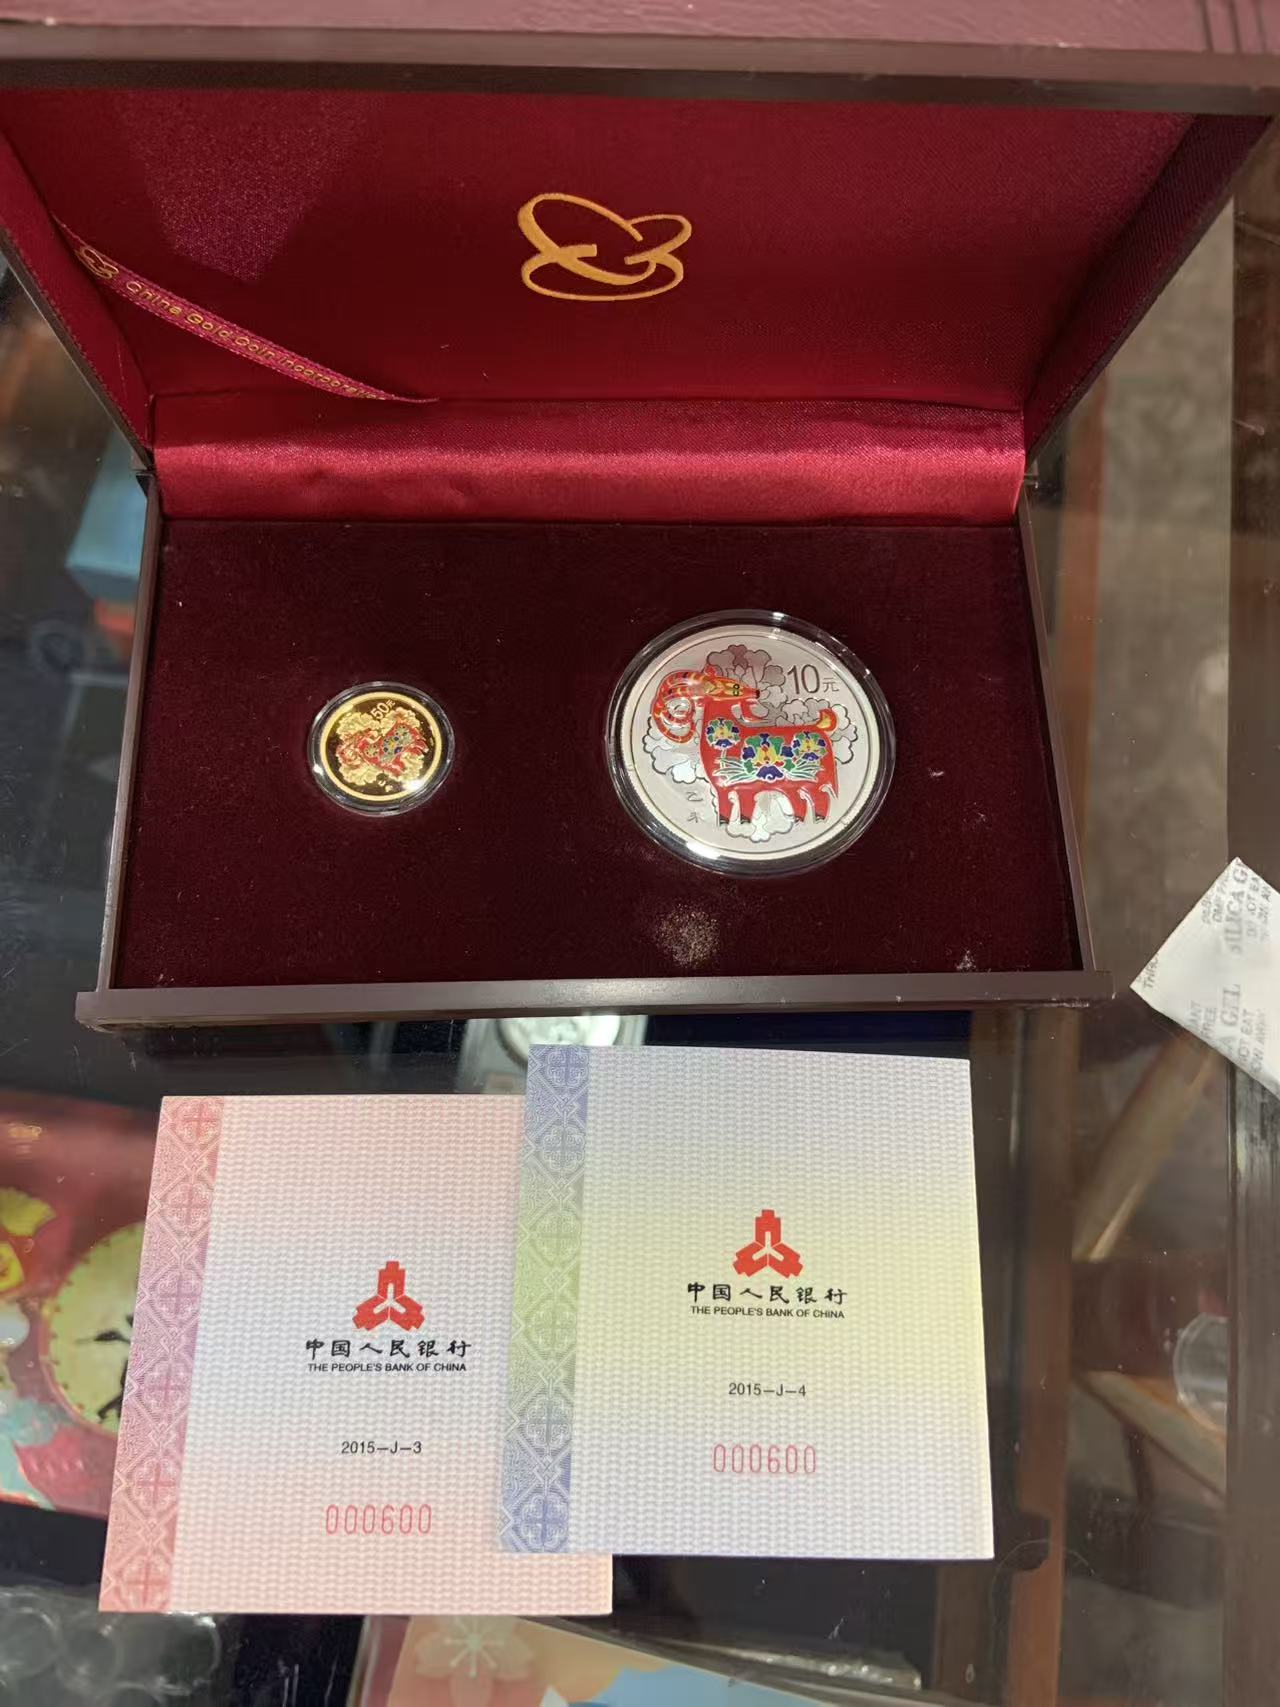 China Gold Coin Incorporation
50元
10元
乙未
中国人民银行
THE PEOPLE'S BANK OF CHINA
2015-J-3
000600
中国人民银行
THE PEOPLE'S BANK OF CHINA
2015-J-4
000600
SILICA GEL